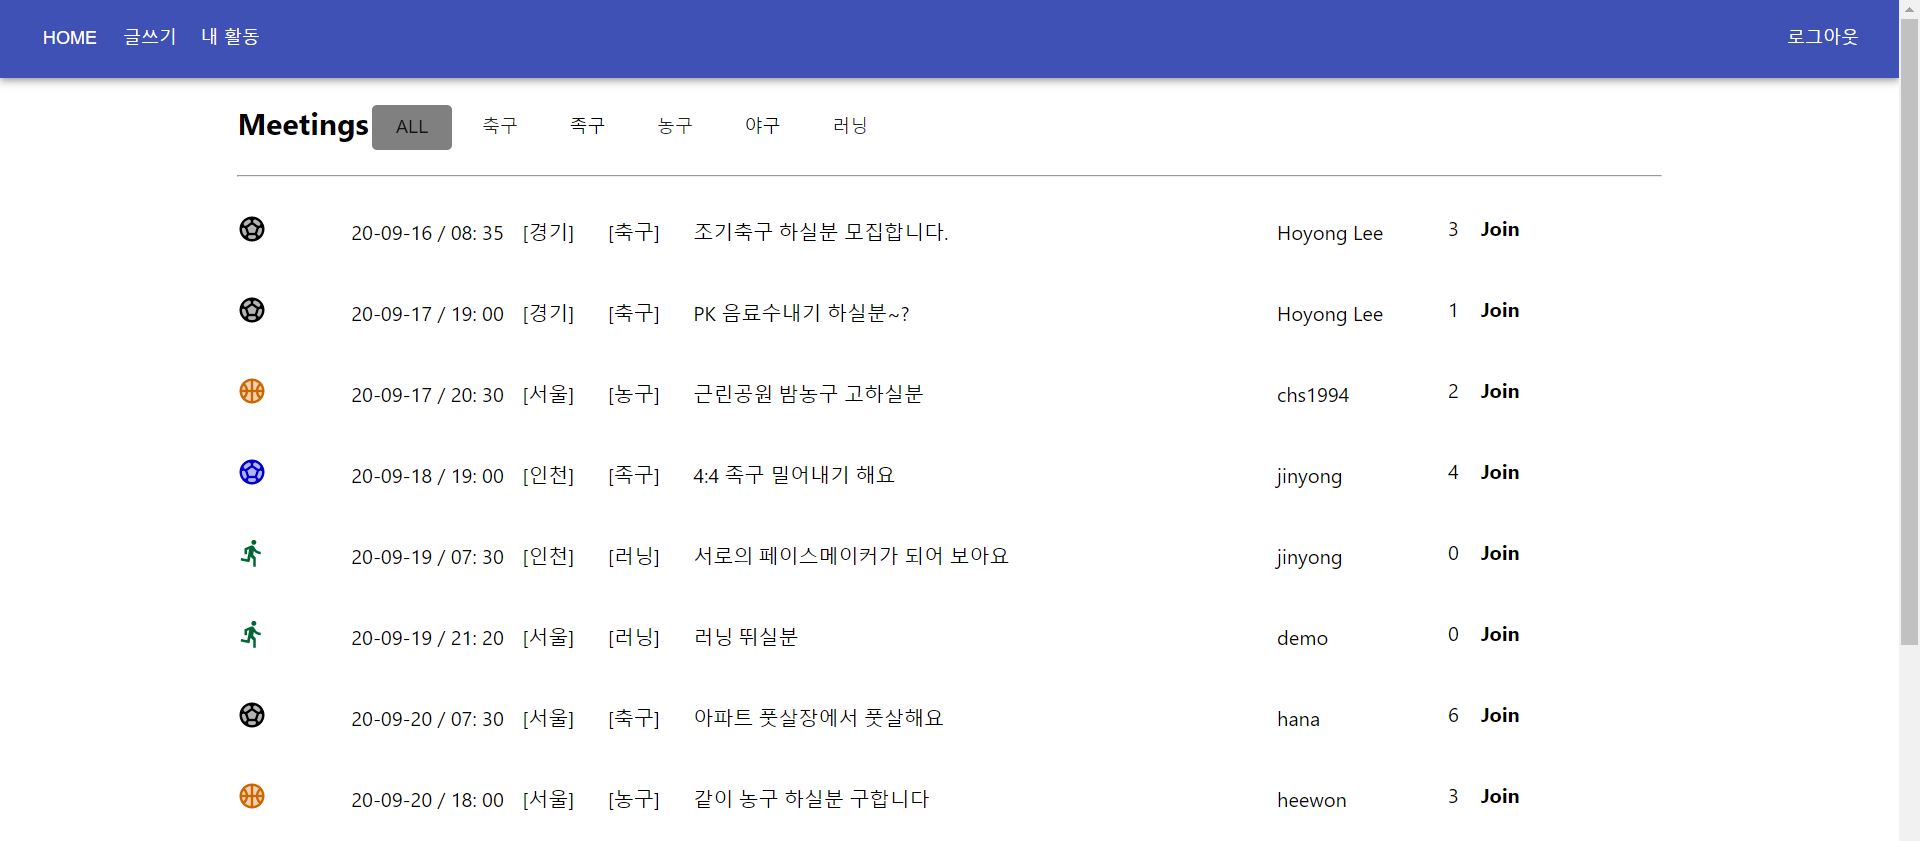 HOME 글쓰기 내 활동 로그아웃
Meetings ALL 축구 족구 농구 야구 러닝
20-09-16 / 08: 35 [경기] [축구] 조기축구 하실분 모집합니다. Hoyong Lee 3 Join
20-09-17 / 19: 00 [경기] [축구] PK 음료수내기 하실분~? Hoyong Lee 1 Join
20-09-17 / 20: 30 [서울] [농구] 근린공원 밤농구 고하실분 chs1994 2 Join
20-09-18 / 19: 00 [인천] [족구] 4:4 족구 밀어내기 해요 jinyong 4 Join
20-09-19 / 07: 30 [인천] [러닝] 서로의 페이스메이커가 되어 보아요 jinyong 0 Join
20-09-19 / 21: 20 [서울] [러닝] 러닝 뛰실분 demo 0 Join
20-09-20 / 07: 30 [서울] [축구] 아파트 풋살장에서 풋살해요 hana 6 Join
20-09-20 / 18: 00 [서울] [농구] 같이 농구 하실분 구합니다 heewon 3 Join